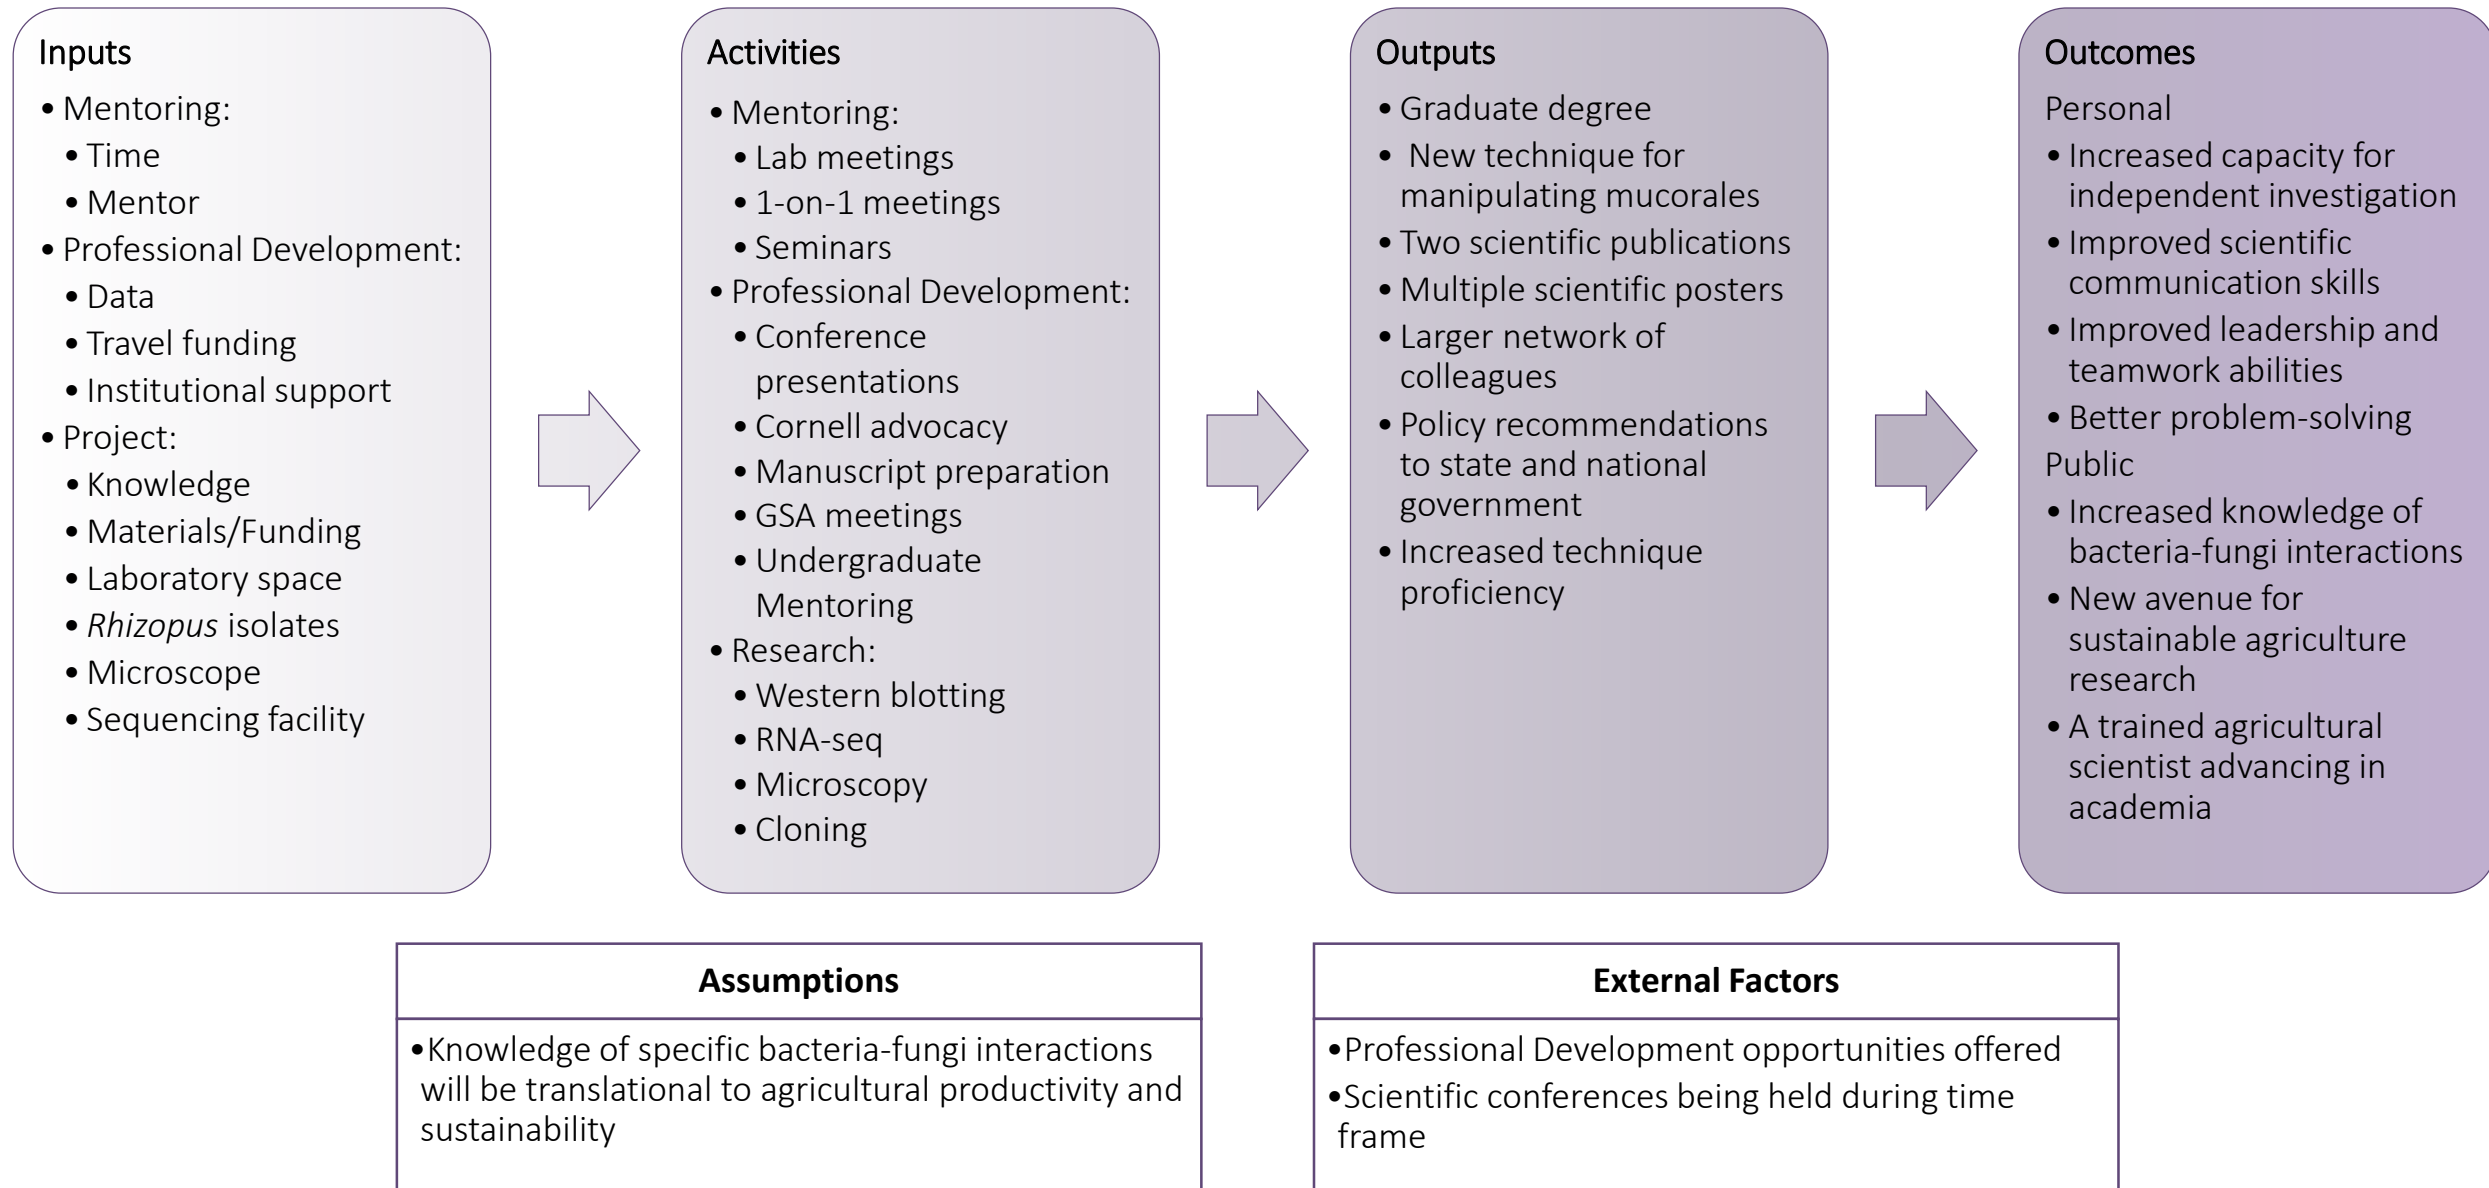 Inputs
• Mentoring:
• Time
• Mentor
• Professional Development:
• Data
• Travel funding
• Institutional support
• Project:
• Knowledge
• Materials/Funding
• Laboratory space
• Rhizopus isolates
• Microscope
• Sequencing facility
Activities
• Mentoring:
• Lab meetings
• 1-on-1 meetings
• Seminars
• Professional Development:
• Conference
presentations
• Cornell advocacy
• Manuscript preparation
• GSA meetings
• Undergraduate
Mentoring
• Research:
• Western blotting
• RNA-seq
• Microscopy
• Cloning
Outputs
• Graduate degree
• New technique for
manipulating mucorales
• Two scientific publications
• Multiple scientific posters
• Larger network of
colleagues
• Policy recommendations
to state and national
government
• Increased technique
proficiency
Outcomes
Personal
• Increased capacity for
independent investigation
• Improved scientific
communication skills
• Improved leadership and
teamwork abilities
• Better problem-solving
Public
• Increased knowledge of
bacteria-fungi interactions
• New avenue for
sustainable agriculture
research
• A trained agricultural
scientist advancing in
academia
Assumptions
•Knowledge of specific bacteria-fungi interactions
will be translational to agricultural productivity and
sustainability
External Factors
•Professional Development opportunities offered
•Scientific conferences being held during time
frame